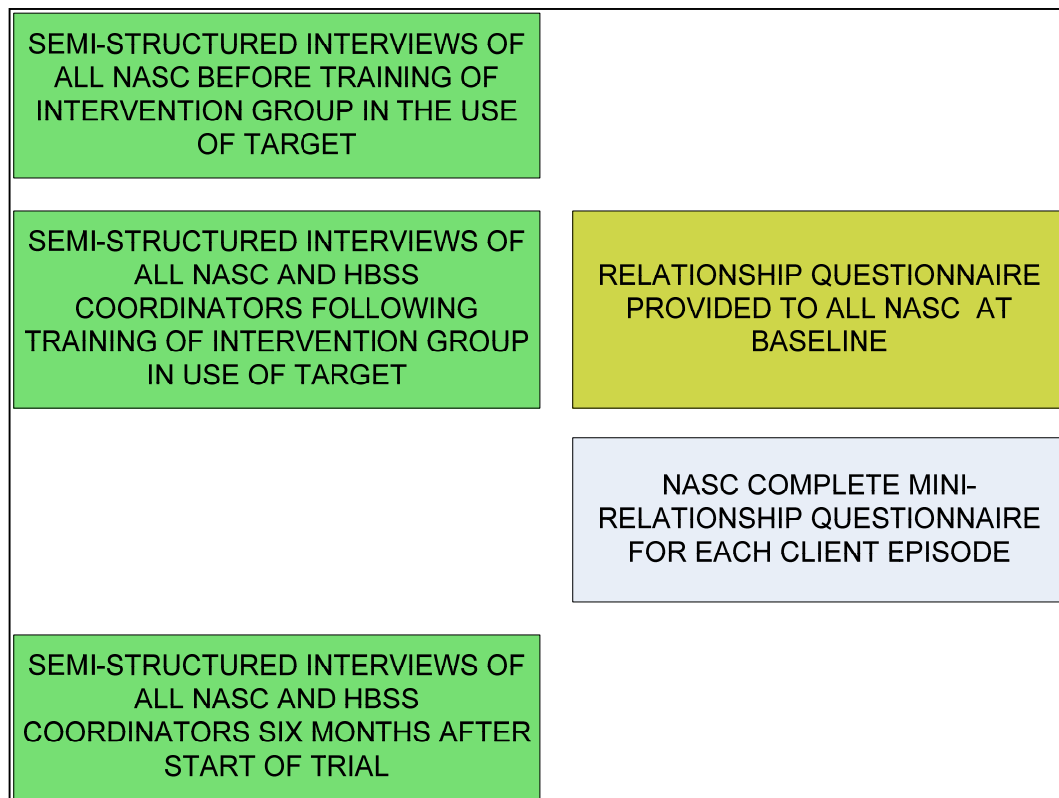 SEMI-STRUCTURED INTERVIEWS OF
ALL NASC BEFORE TRAINING OF
INTERVENTION GROUP IN THE USE
OF TARGET
SEMI-STRUCTURED INTERVIEWS OF
ALL NASC AND HBSS
COORDINATORS FOLLOWING
TRAINING OF INTERVENTION GROUP
IN USE OF TARGET
RELATIONSHIP QUESTIONNAIRE
PROVIDED TO ALL NASC AT
BASELINE
NASC COMPLETE MINI-
RELATIONSHIP QUESTIONNAIRE
FOR EACH CLIENT EPISODE
SEMI-STRUCTURED INTERVIEWS OF
ALL NASC AND HBSS
COORDINATORS SIX MONTHS AFTER
START OF TRIAL